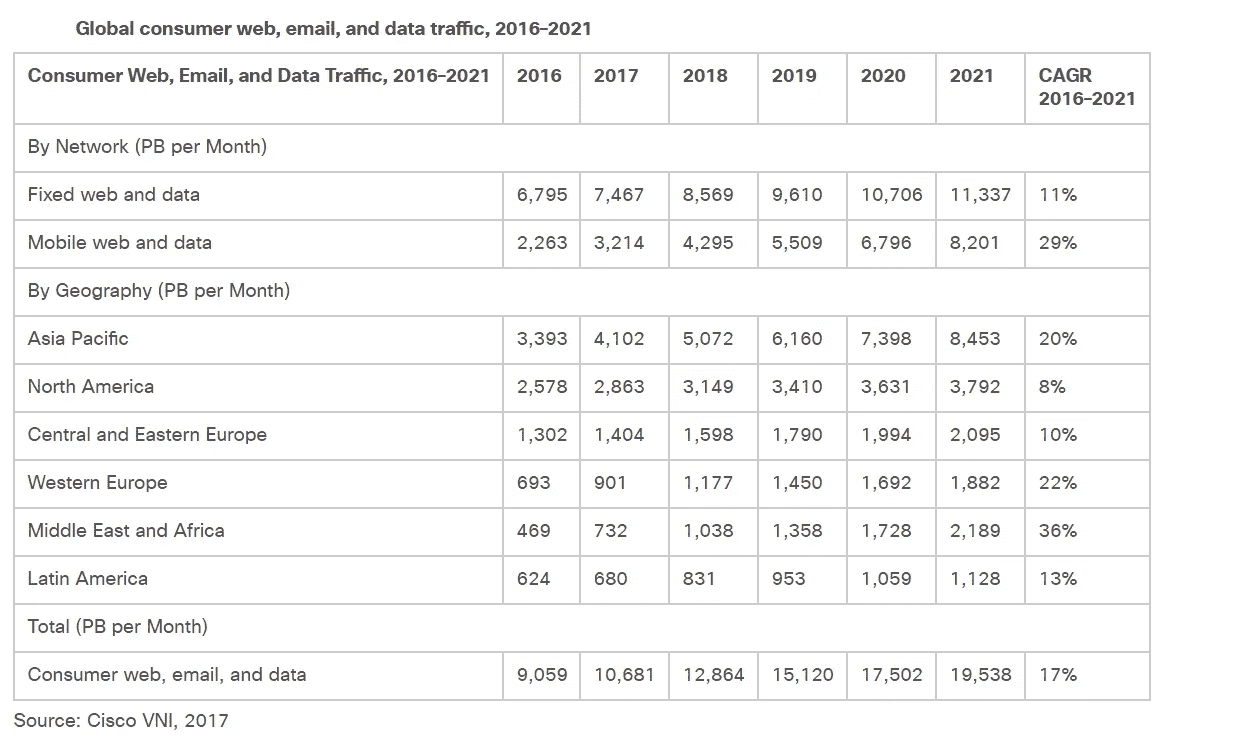 Global consumer web, email, and data traffic, 2016–2021
Consumer Web, Email, and Data Traffic, 2016–2021 2016 2017 2018 2019 2020 2021 CAGR
2016–2021
By Network (PB per Month)
Fixed web and data 6,795 7,467 8,569 9,610 10,706 11,337 11%
Mobile web and data 2,263 3,214 4,295 5,509 6,796 8,201 29%
By Geography (PB per Month)
Asia Pacific 3,393 4,102 5,072 6,160 7,398 8,453 20%
North America 2,578 2,863 3,149 3,410 3,631 3,792 8%
Central and Eastern Europe 1,302 1,404 1,598 1,790 1,994 2,095 10%
Western Europe 693 901 1,177 1,450 1,692 1,882 22%
Middle East and Africa 469 732 1,038 1,358 1,728 2,189 36%
Latin America 624 680 831 953 1,059 1,128 13%
Total (PB per Month)
Consumer web, email, and data 9,059 10,681 12,864 15,120 17,502 19,538 17%
Source: Cisco VNI, 2017